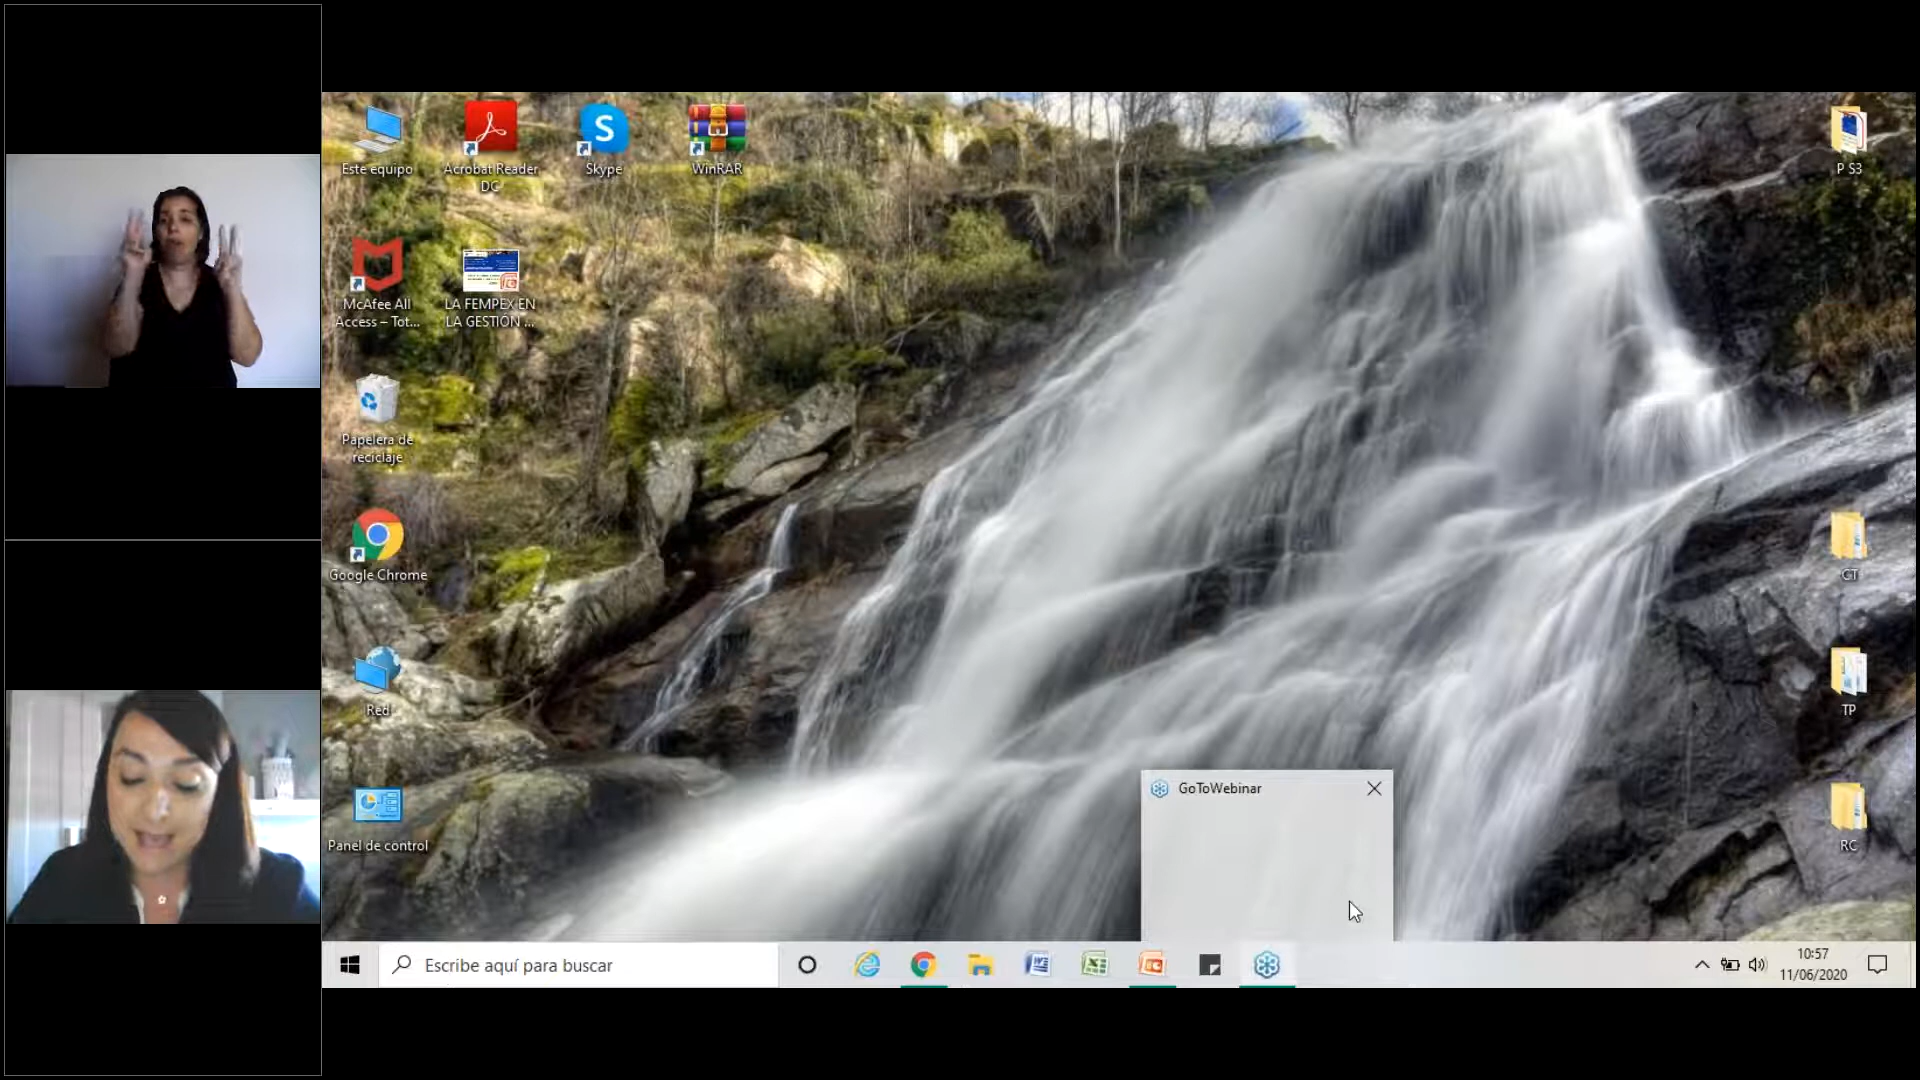 Este equipo
Acrobat Reader
DC
Skype
WinRAR
P S3
McAfee All
Access – Tot...
LA FEMPEX EN
LA GESTION ...
Papelera de
reciclaje
Google Chrome
CT
Red
TP
Panel de control
RC
GoToWebinar
Escribe aquí para buscar
10:57
11/06/2020